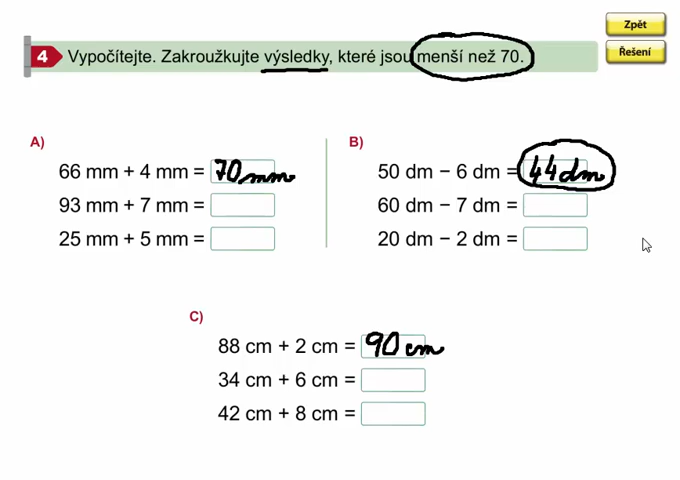 Zpět
4 Vypočítejte. Zakroužkujte výsledky, které jsou menší než 70.
Řešení
A)
66 mm + 4 mm = 70 mm
93 mm + 7 mm =
25 mm + 5 mm =
B)
50 dm − 6 dm = 44 dm
60 dm − 7 dm =
20 dm − 2 dm =
C)
88 cm + 2 cm = 90 cm
34 cm + 6 cm =
42 cm + 8 cm =